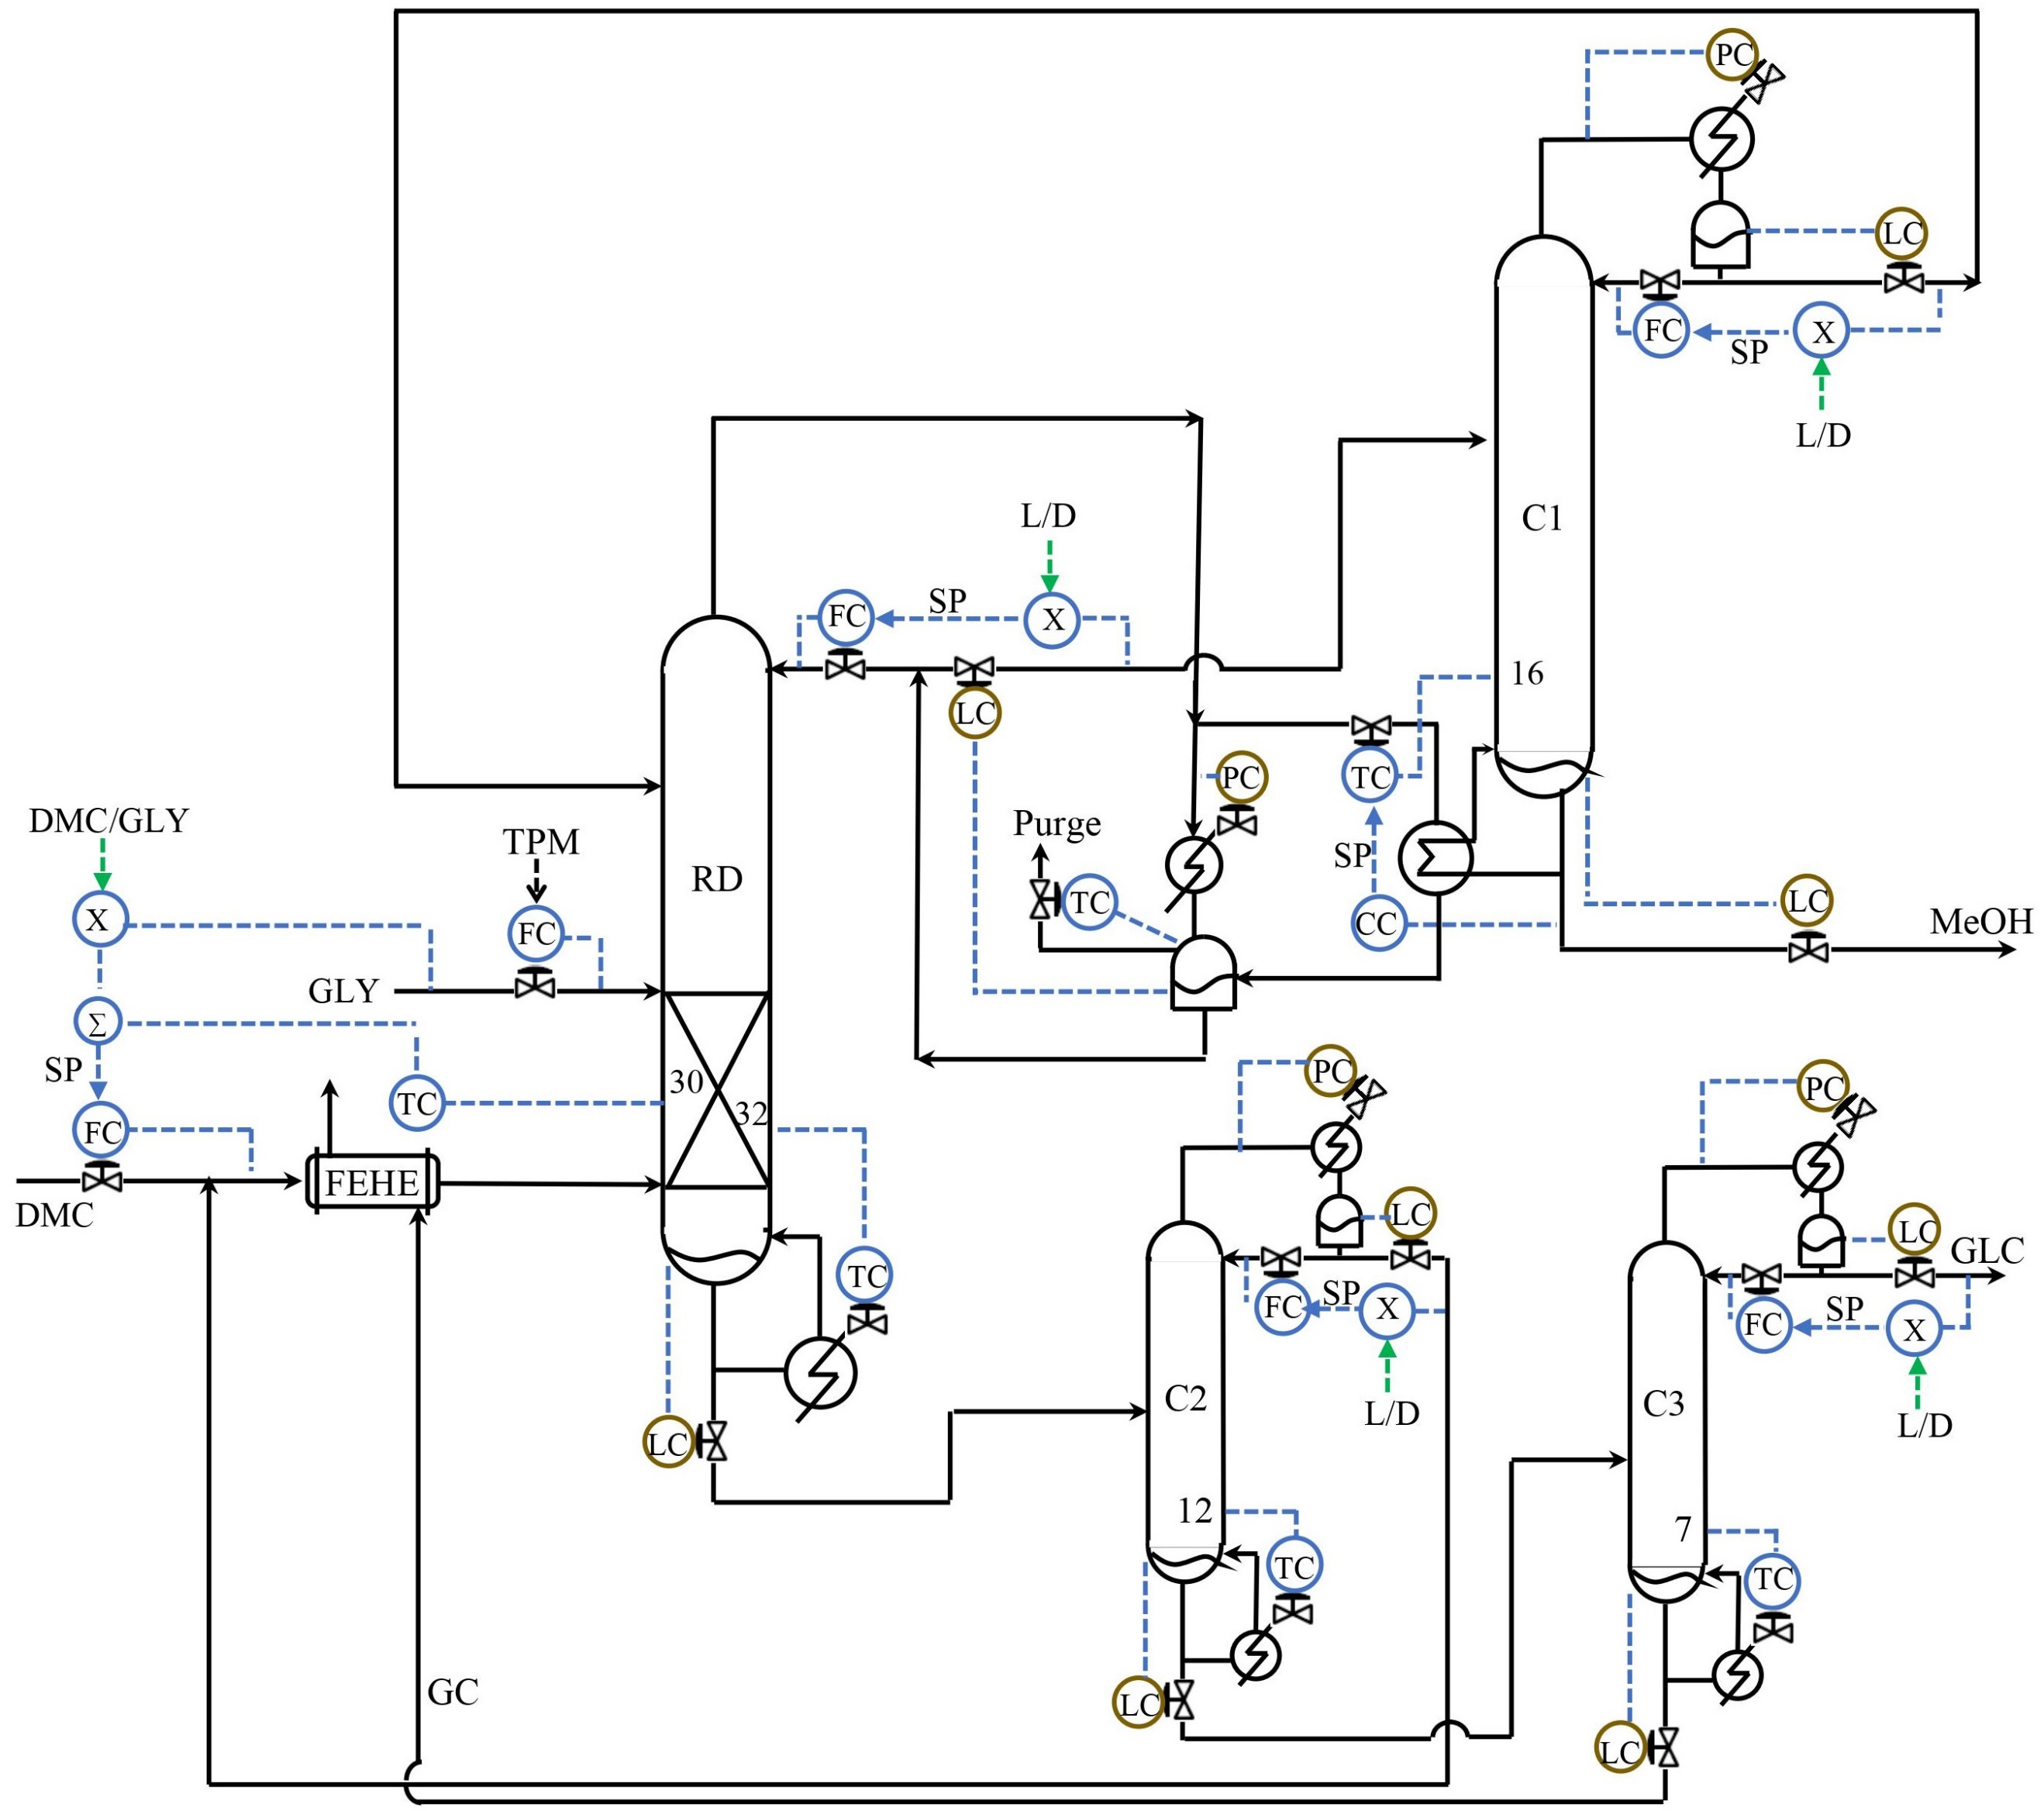 PC
LC
FC
SP
X
L/D
C1
L/D
FC
SP
X
16
LC
TC
PC
Purge
TPM
DMC/GLY
SP
RD
TC
LC
X
FC
CC
MeOH
GLY
∑
SP
PC
PC
30
32
TC
FC
FEHE
DMC
LC
LC
GLC
TC
SP
SP
FC
X
FC
X
C2
C3
L/D
L/D
LC
12
7
TC
TC
GC
LC
LC